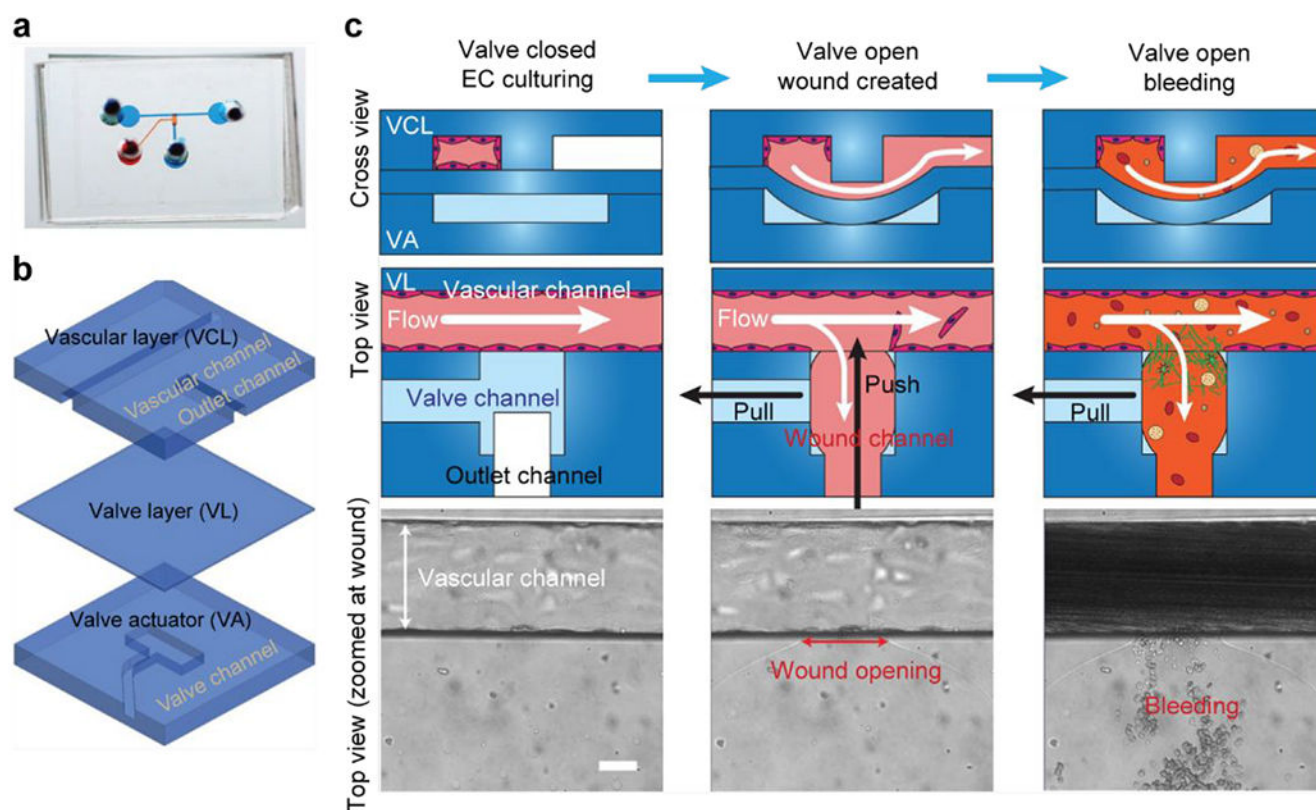 a
b
Vascular layer (VCL)
Vascular channel
Outlet channel
Valve layer (VL)
Valve actuator (VA)
Valve channel
c
Valve closed
EC culturing
Valve open
wound created
Valve open
bleeding
Cross view
VCL
VA
Top view
VL
Vascular channel
Flow
Valve channel
Outlet channel
Flow
Pull
Push
Wound channel
Pull
Top view (zoomed at wound)
Vascular channel
Wound opening
Bleeding